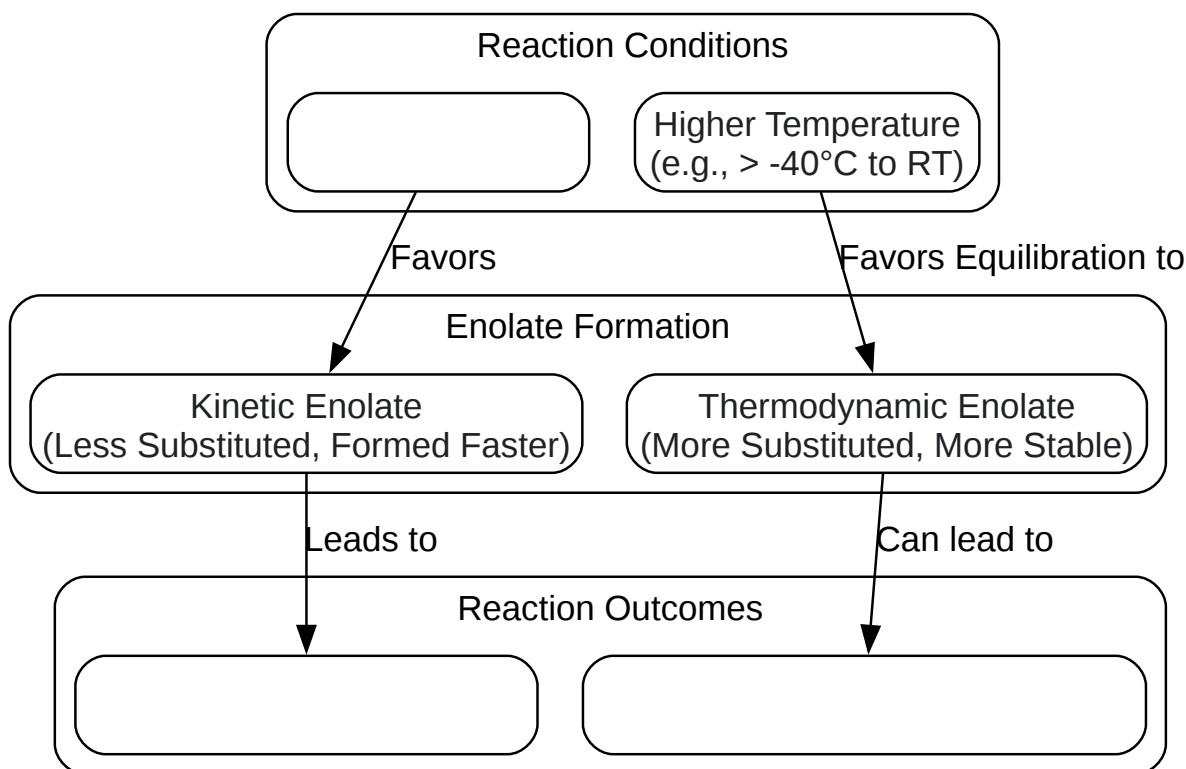 Reaction Conditions
Higher Temperature
(e.g., > -40°C to RT)
Favors
Favors Equilibration to
Enolate Formation
Kinetic Enolate
(Less Substituted, Formed Faster)
Thermodynamic Enolate
(More Substituted, More Stable)
Leads to
Can lead to
Reaction Outcomes